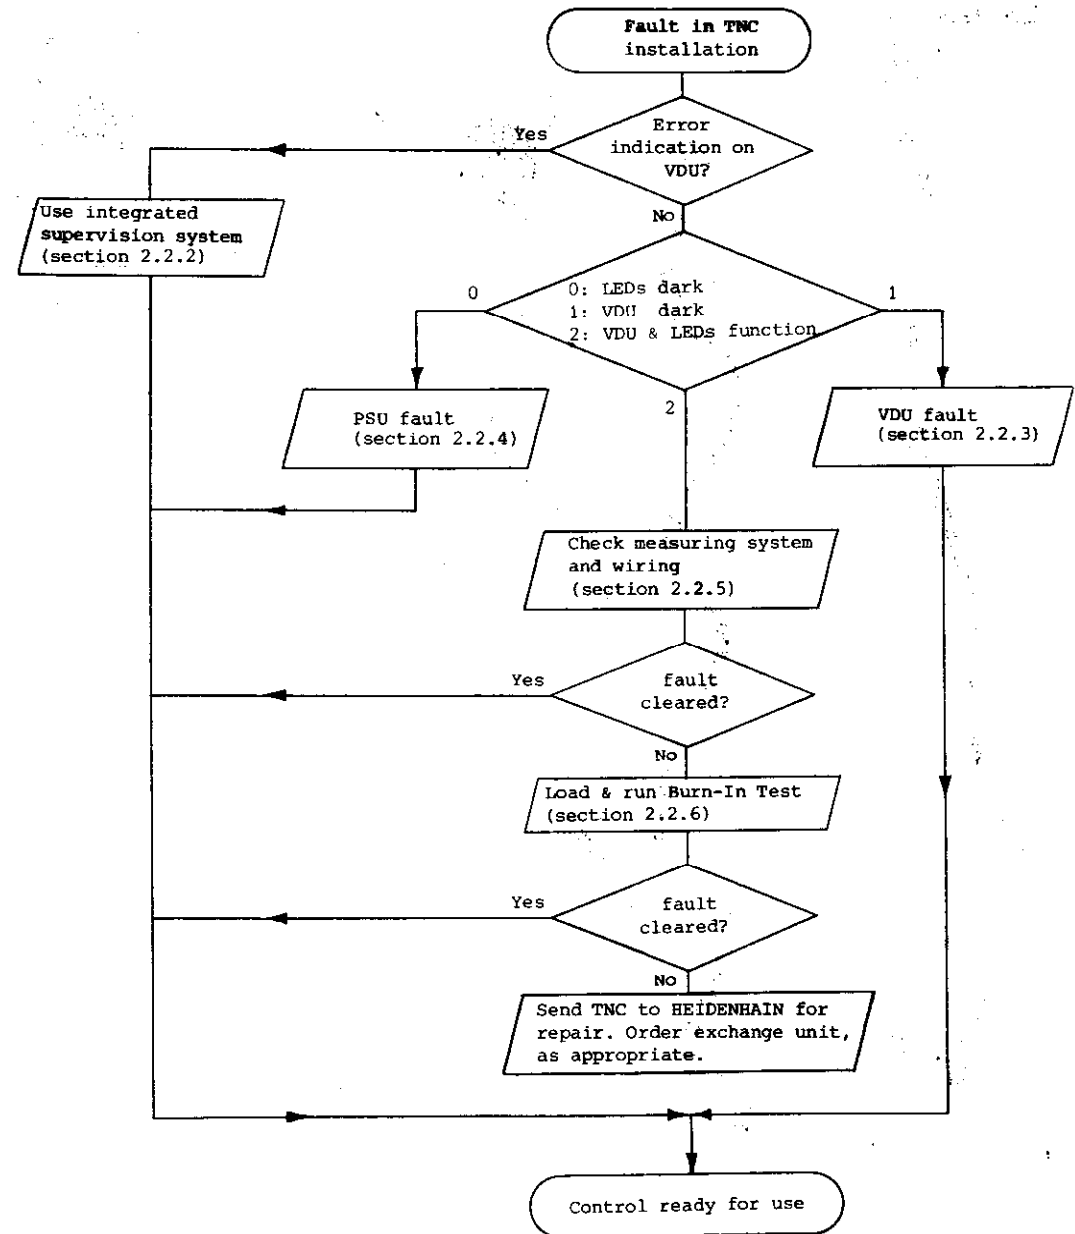 Fault in TNC
installation
Error
indication on
VDU?
Yes
No
Use integrated
supervision system
(section 2.2.2)
0: LEDs dark
1: VDU dark
2: VDU & LEDs function
0
1
2
PSU fault
(section 2.2.4)
VDU fault
(section 2.2.3)
Check measuring system
and wiring
(section 2.2.5)
fault
cleared?
Yes
No
Load & run Burn-In Test
(section 2.2.6)
fault
cleared?
Yes
No
Send TNC to HEIDENHAIN for
repair. Order exchange unit,
as appropriate.
Control ready for use